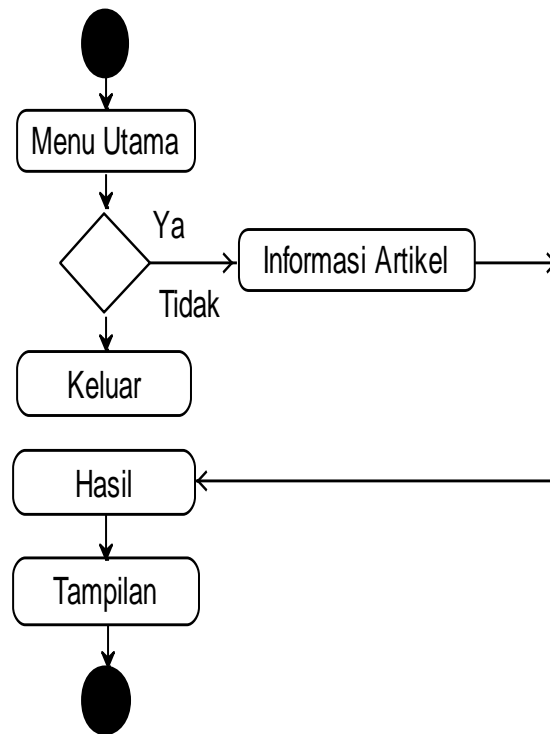 Menu Utama
Ya
Informasi Artikel
Tidak
Keluar
Hasil
Tampilan